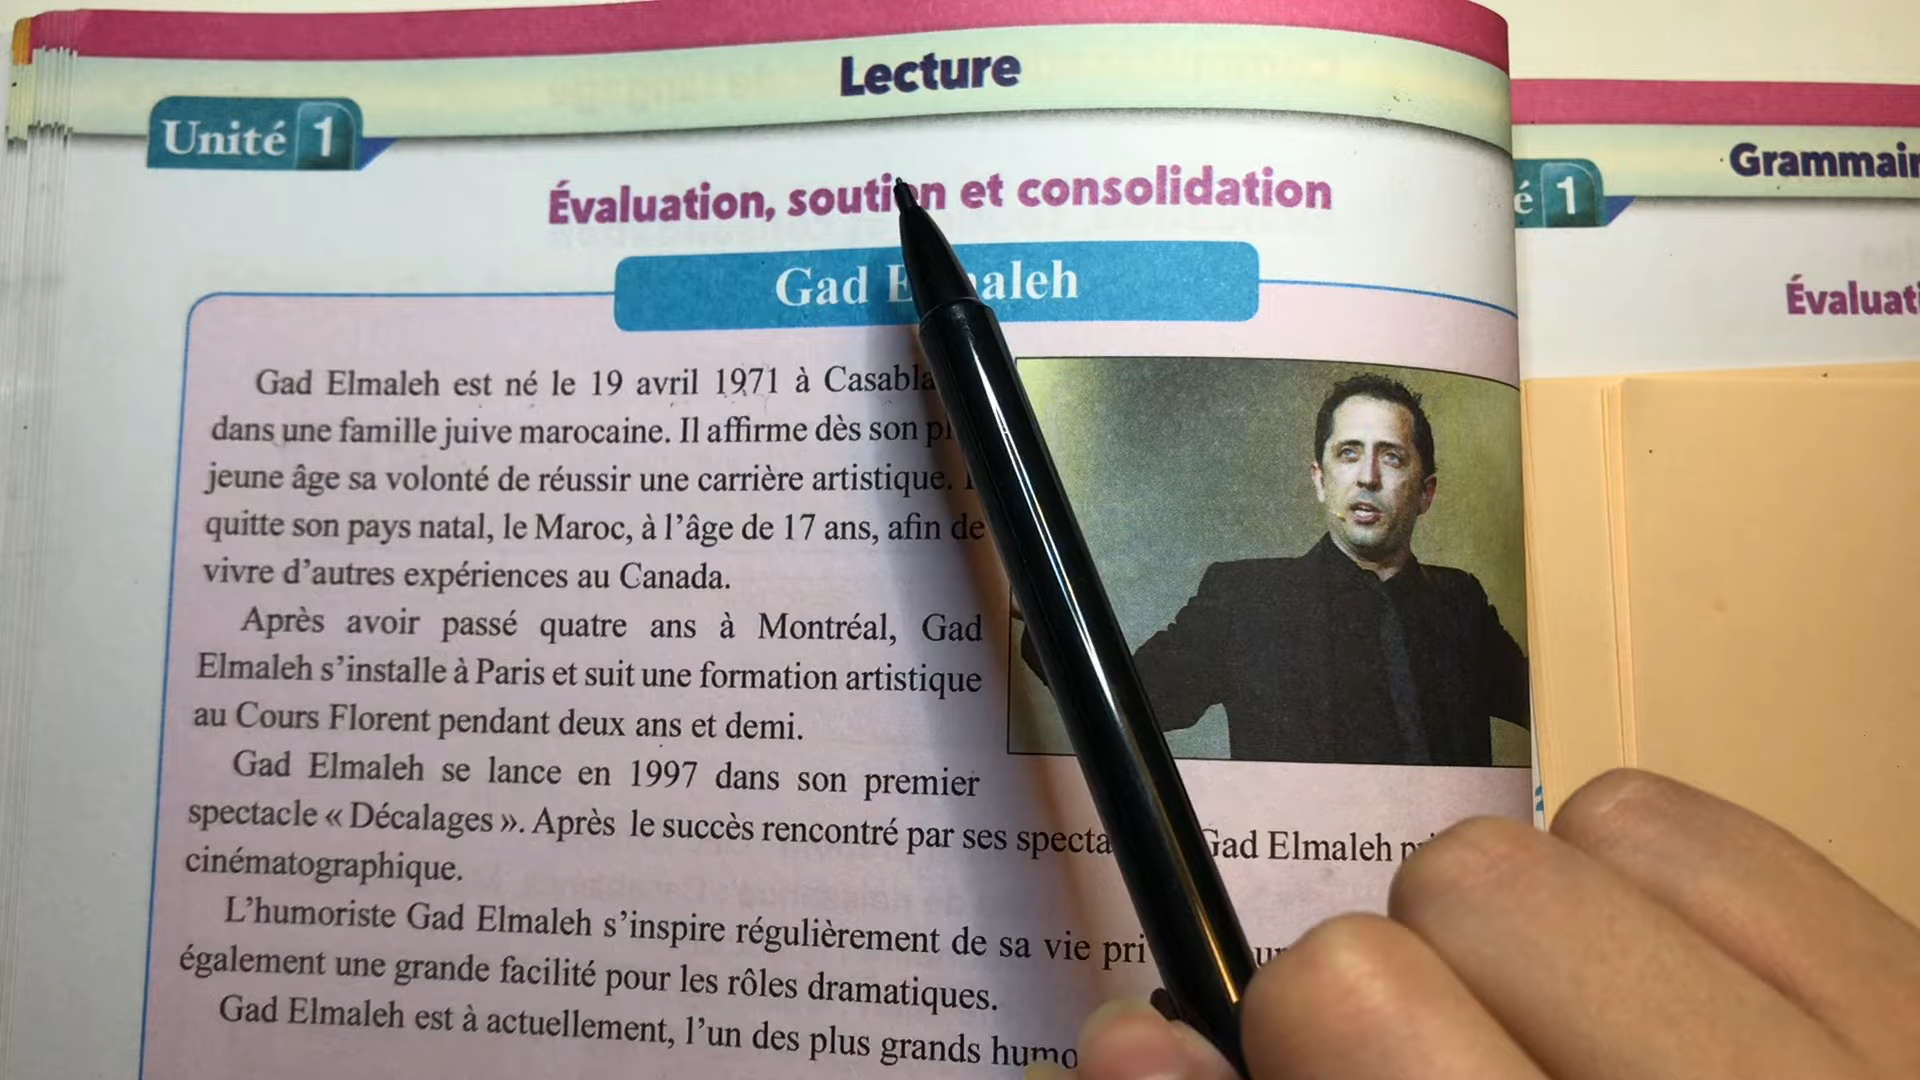 Lecture
Unité 1
Évaluation, soutien et consolidation
Gad
aleh
Gad Elmaleh est né le 19 avril 1971 à
dans une famille juive marocaine. Il affirme dès son
jeune âge sa volonté de réussir une carrière artistique.
quitte son pays natal, le Maroc, à l'âge de 17 ans, afin de
vivre d'autres expériences au Canada.
Après avoir passé quatre ans à Montréal, Gad
Elmaleh s'installe à Paris et suit une formation artistique
au Cours Florent pendant deux ans et demi.
Gad Elmaleh se lance en 1997 dans son premier
spectacle « Décalages ». Après le succès rencontré par ses Gad Elmaleh
cinématographique.
L'humoriste Gad Elmaleh s'inspire régulièrement de sa vie
également une grande facilité pour les rôles dramatiques.
Gad Elmaleh est à actuellement, l'un des plus grands
Grammair
é 1
Évaluati